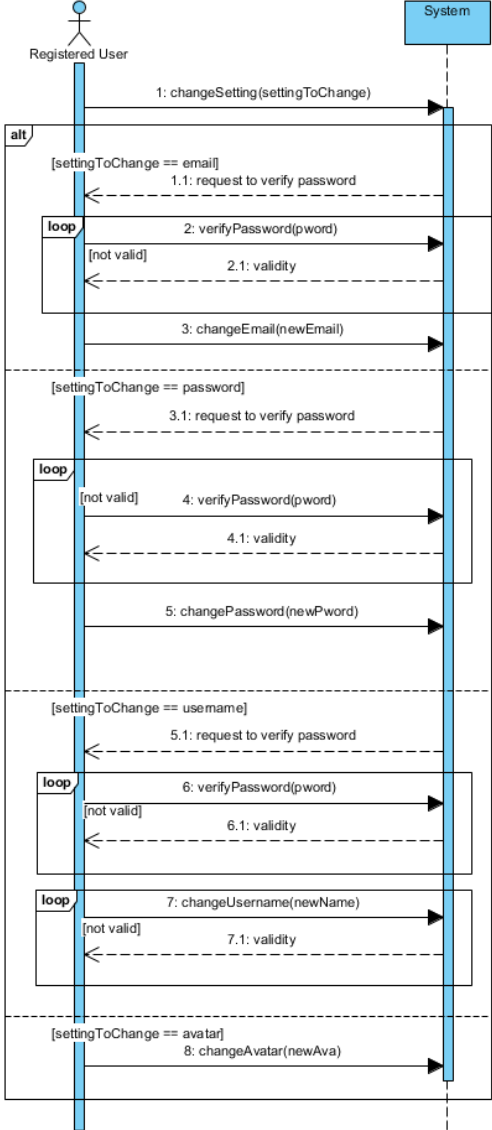 System
Registered User
1: changeSetting(settingToChange)
alt
[settingToChange == email]
1.1: request to verify password
loop
2: verifyPassword(pword)
[not valid]
2.1: validity
3: changeEmail(newEmail)
[settingToChange == password]
3.1: request to verify password
loop
[not valid]
4: verifyPassword(pword)
4.1: validity
5: changePassword(newPword)
[settingToChange == username]
5.1: request to verify password
loop
6: verifyPassword(pword)
[not valid]
6.1: validity
loop
7: changeUsername(newName)
[not valid]
7.1: validity
[settingToChange == avatar]
8: changeAvatar(newAva)